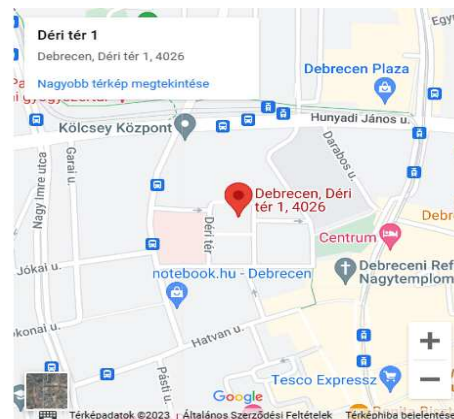 Déri tér 1
Debrecen, Déri tér 1, 4026
Nagyobb térkép megtekintése
Debrecen Plaza
Hunyadi János u.
Kölcsey Központ
Nagy Imre utca
Garai u.
Darabos u.
Debrecen, Déri
tér 1, 4026
Déri tér
Centrum
Jókai u.
notebook.hu - Debrecen
Debreceni Ref
Nagytemplom
Hatvan u.
Pásti u.
Tesco Expressz
Google
Térképadatok ©2023
Általános Szerződési Feltételek
Térképhiba bejelentése